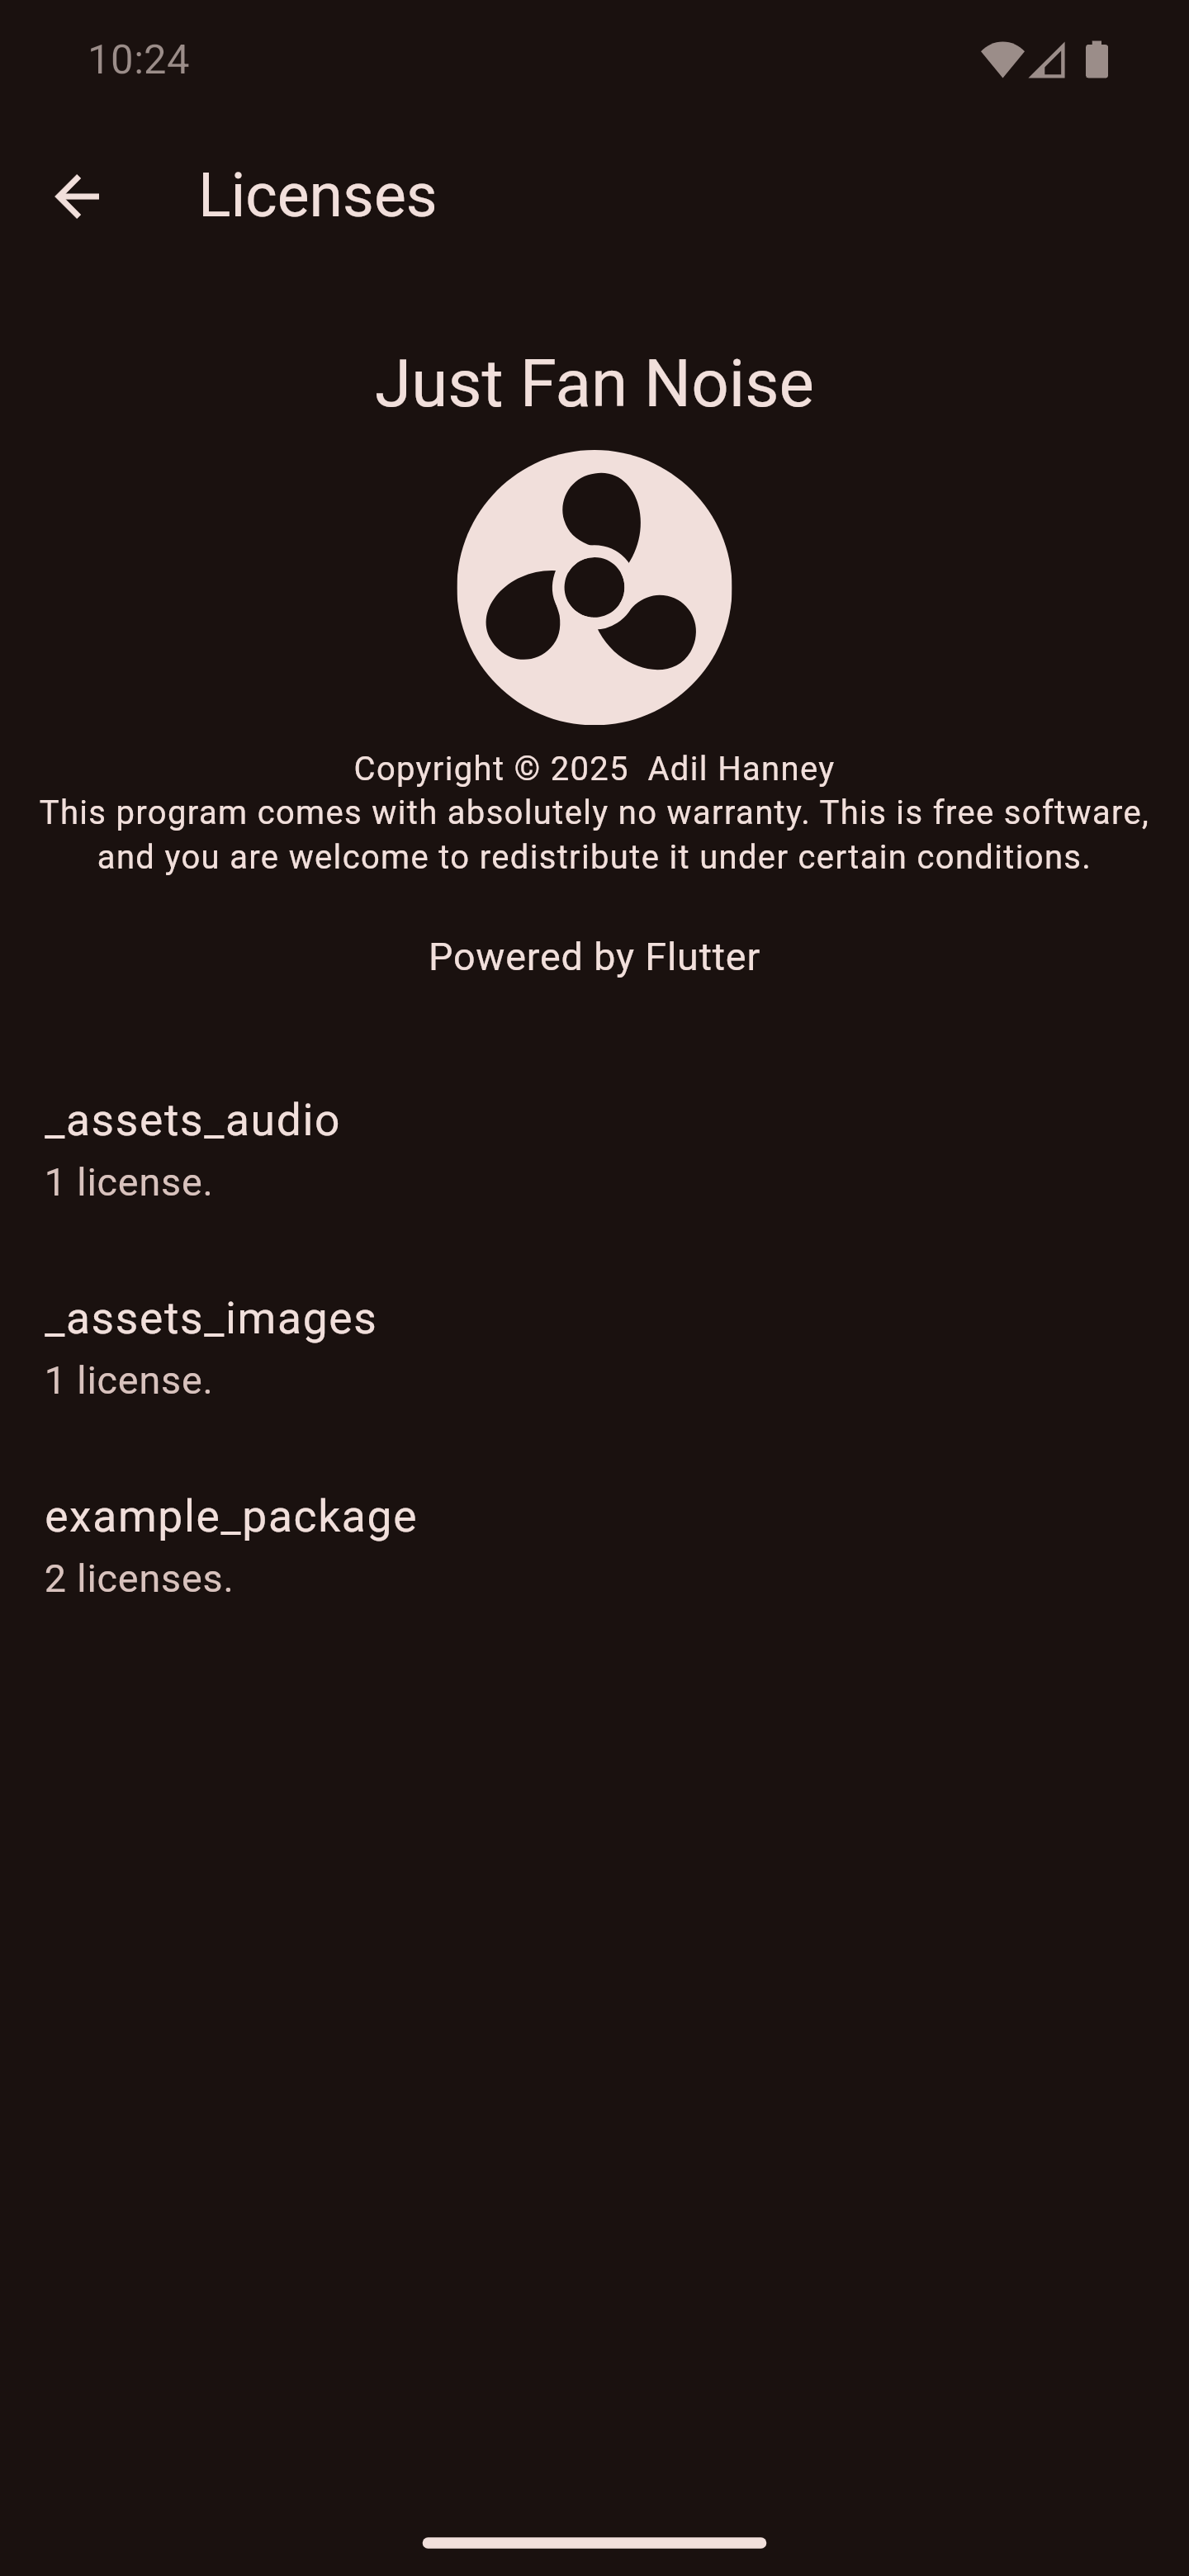 10:24
Licenses
Just Fan Noise
Copyright © 2025  Adil Hanney
This program comes with absolutely no warranty. This is free software,
and you are welcome to redistribute it under certain conditions.
Powered by Flutter
_assets_audio
1 license.
_assets_images
1 license.
example_package
2 licenses.